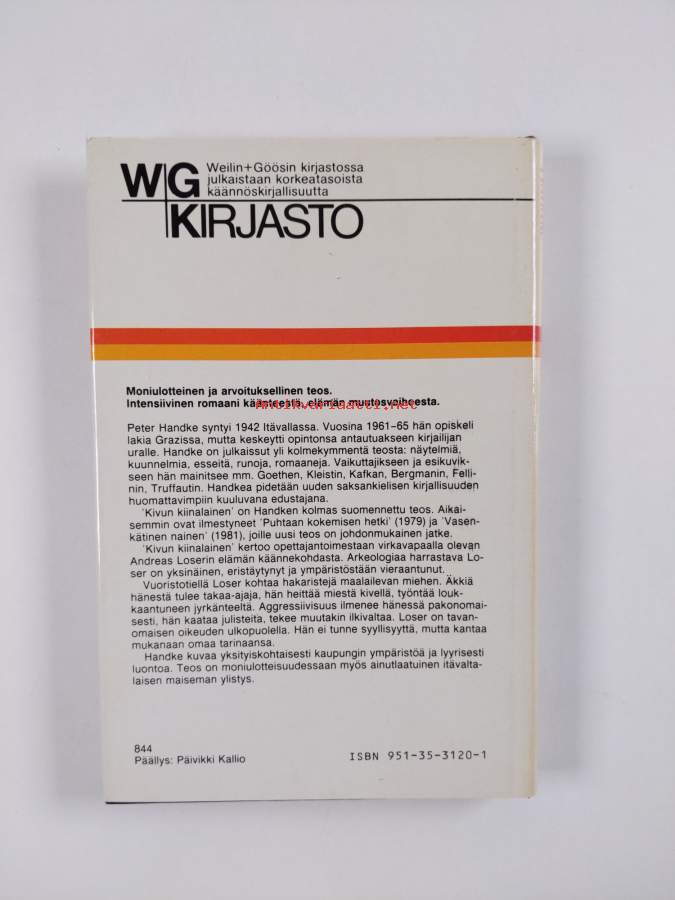 WG
KIRJASTO
Weilin+Göösin kirjastossa
julkaistaan korkeatasoista
käännöskirjallisuutta
Moniulotteinen ja arvoituksellinen teos.
Intensiivinen romaani käänteestä, elämän muutosvaiheesta.
Antikvariaatti.net
Peter Handke syntyi 1942 Itävallassa. Vuosina 1961–65 hän opiskeli
lakia Grazissa, mutta keskeytti opintonsa antautuakseen kirjailijan
uralle. Handke on julkaissut yli kolmekymmentä teosta: näytelmiä,
kuunnelmia, esseitä, runoja, romaaneja. Vaikuttajikseen ja esikuvik-
seen hän mainitsee mm. Goethen, Kleistin, Kafkan, Bergmanin, Felli-
nin, Truffautin. Handkea pidetään uuden saksankielisen kirjallisuuden
huomattavimpiin kuuluvana edustajana.
'Kivun kiinalainen' on Handken kolmas suomennettu teos. Aikai-
semmin ovat ilmestyneet 'Puhtaan kokemisen hetki' (1979) ja 'Vasen-
kätinen nainen' (1981), joille uusi teos on johdonmukainen jatke.
'Kivun kiinalainen' kertoo opettajantoimestaan virkavapaalla olevan
Andreas Loserin elämän käännekohdasta. Arkeologiaa harrastava Lo-
ser on yksinäinen, eristäytynyt ja ympäristöstään vieraantunut.
Vuoristotiellä Loser kohtaa hakaristejä maalailevan miehen. Äkkiä
hänestä tulee takaa-ajaja, hän heittää miestä kivellä, työntää louk-
kaantuneen jyrkänteeltä. Aggressiivisuus ilmenee hänessä pakonomai-
sesti, hän kaataa julisteita, tekee muutakin ilkivaltaa. Loser on tavan-
omaisen oikeuden ulkopuolella. Hän ei tunne syyllisyyttä, mutta kantaa
mukanaan omaa tarinaansa.
Handke kuvaa yksityiskohtaisesti kaupungin ympäristöä ja lyyrisesti
luontoa. Teos on moniulotteisuudessaan myös ainutlaatuinen itävalta-
laisen maiseman ylistys.
844
Päällys: Päivikki Kallio
ISBN 951-35-3120-1